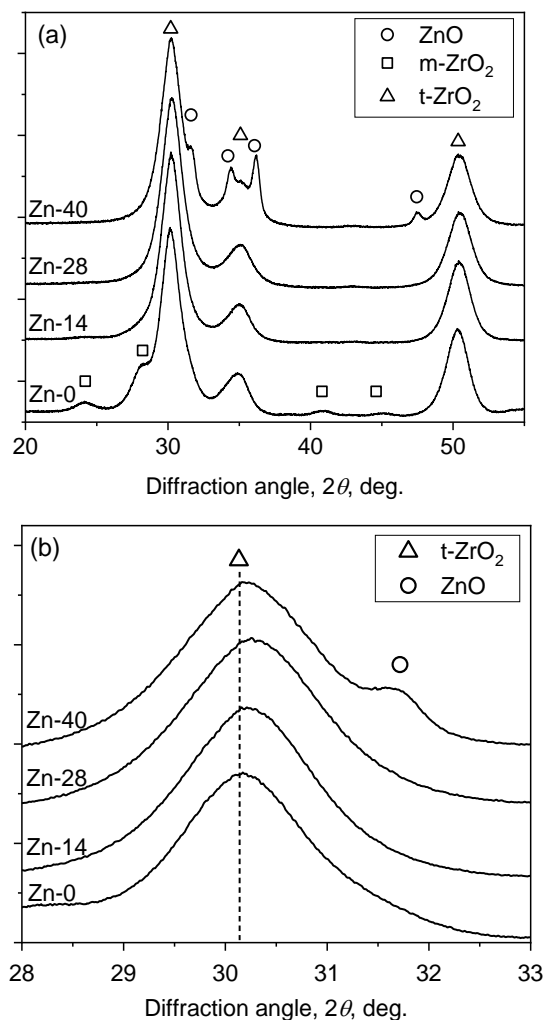 (a)
ZnO
m-ZrO₂
t-ZrO₂
Zn-40
Zn-28
Zn-14
Zn-0
20 30 40 50
Diffraction angle, 2θ, deg.
(b)
t-ZrO₂
ZnO
Zn-40
Zn-28
Zn-14
Zn-0
28 29 30 31 32 33
Diffraction angle, 2θ, deg.